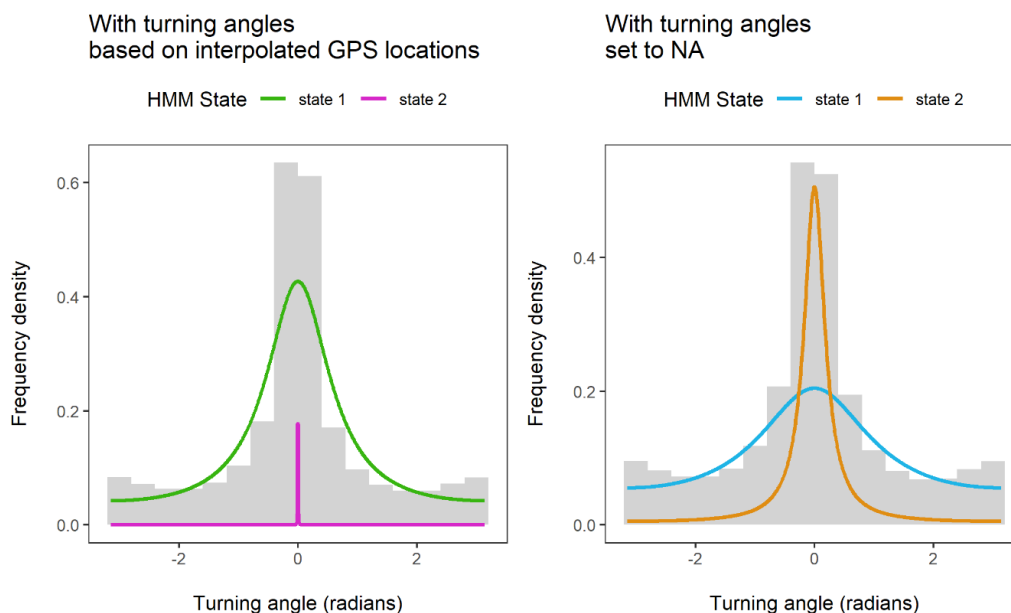 With turning angles
based on interpolated GPS locations
HMM State state 1 state 2
0.6
0.4
0.2
0.0
Frequency density
-2 0 2
Turning angle (radians)
With turning angles
set to NA
HMM State state 1 state 2
0.4
0.2
0.0
Frequency density
-2 0 2
Turning angle (radians)